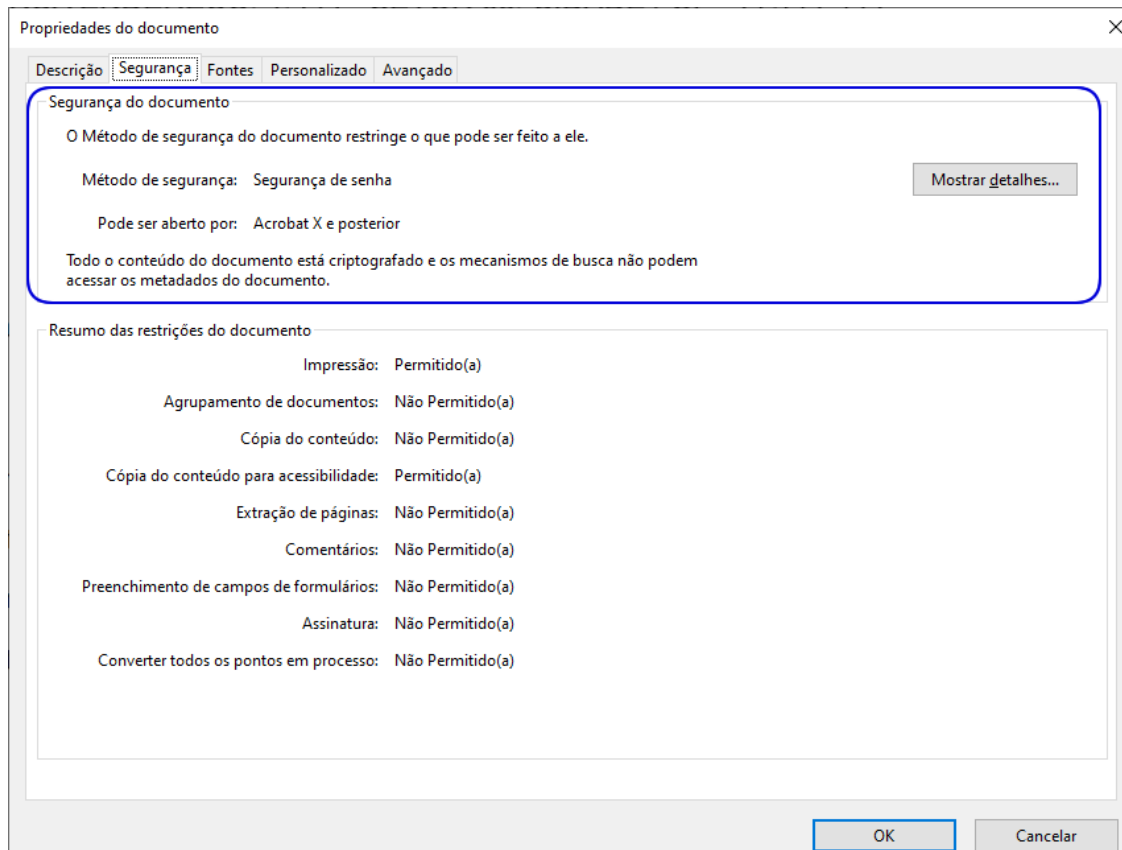 Propriedades do documento
Descrição Segurança Fontes Personalizado Avançado
Segurança do documento
O Método de segurança do documento restringe o que pode ser feito a ele.
Método de segurança: Segurança de senha
Mostrar detalhes...
Pode ser aberto por: Acrobat X e posterior
Todo o conteúdo do documento está criptografado e os mecanismos de busca não podem
acessar os metadados do documento.
Resumo das restrições do documento
Impressão: Permitido(a)
Agrupamento de documentos: Não Permitido(a)
Cópia do conteúdo: Não Permitido(a)
Cópia do conteúdo para acessibilidade: Permitido(a)
Extração de páginas: Não Permitido(a)
Comentários: Não Permitido(a)
Preenchimento de campos de formulários: Não Permitido(a)
Assinatura: Não Permitido(a)
Converter todos os pontos em processo: Não Permitido(a)
OK Cancelar